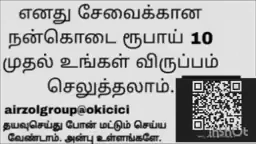 எனது சேவைக்கான
நன்கொடை ரூபாய் 10
முதல் உங்கள் விருப்பம்
செலுத்தலாம்.
airzolgroup@okicici
தயவுசெய்து போன் மட்டும் செய்ய
வேண்டாம். அன்பு உள்ளங்களே.